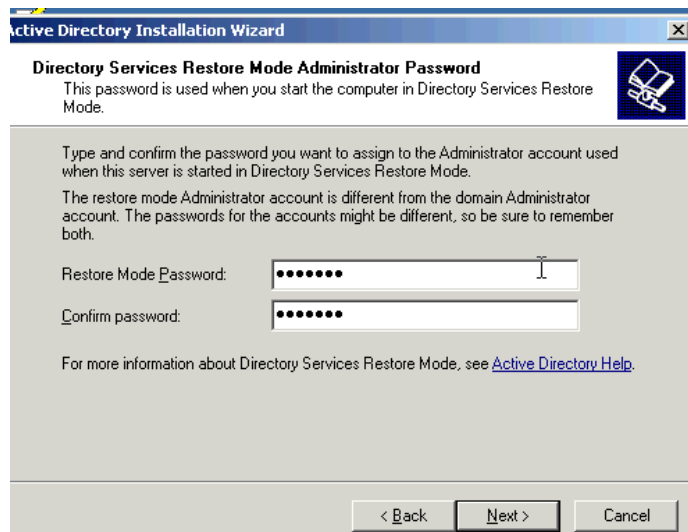 Active Directory Installation Wizard
Directory Services Restore Mode Administrator Password
This password is used when you start the computer in Directory Services Restore
Mode.
Type and confirm the password you want to assign to the Administrator account used
when this server is started in Directory Services Restore Mode.
The restore mode Administrator account is different from the domain Administrator
account. The passwords for the accounts might be different, so be sure to remember
both.
Restore Mode Password:
•••••••
Confirm password:
•••••••
For more information about Directory Services Restore Mode, see Active Directory Help.
< Back
Next >
Cancel